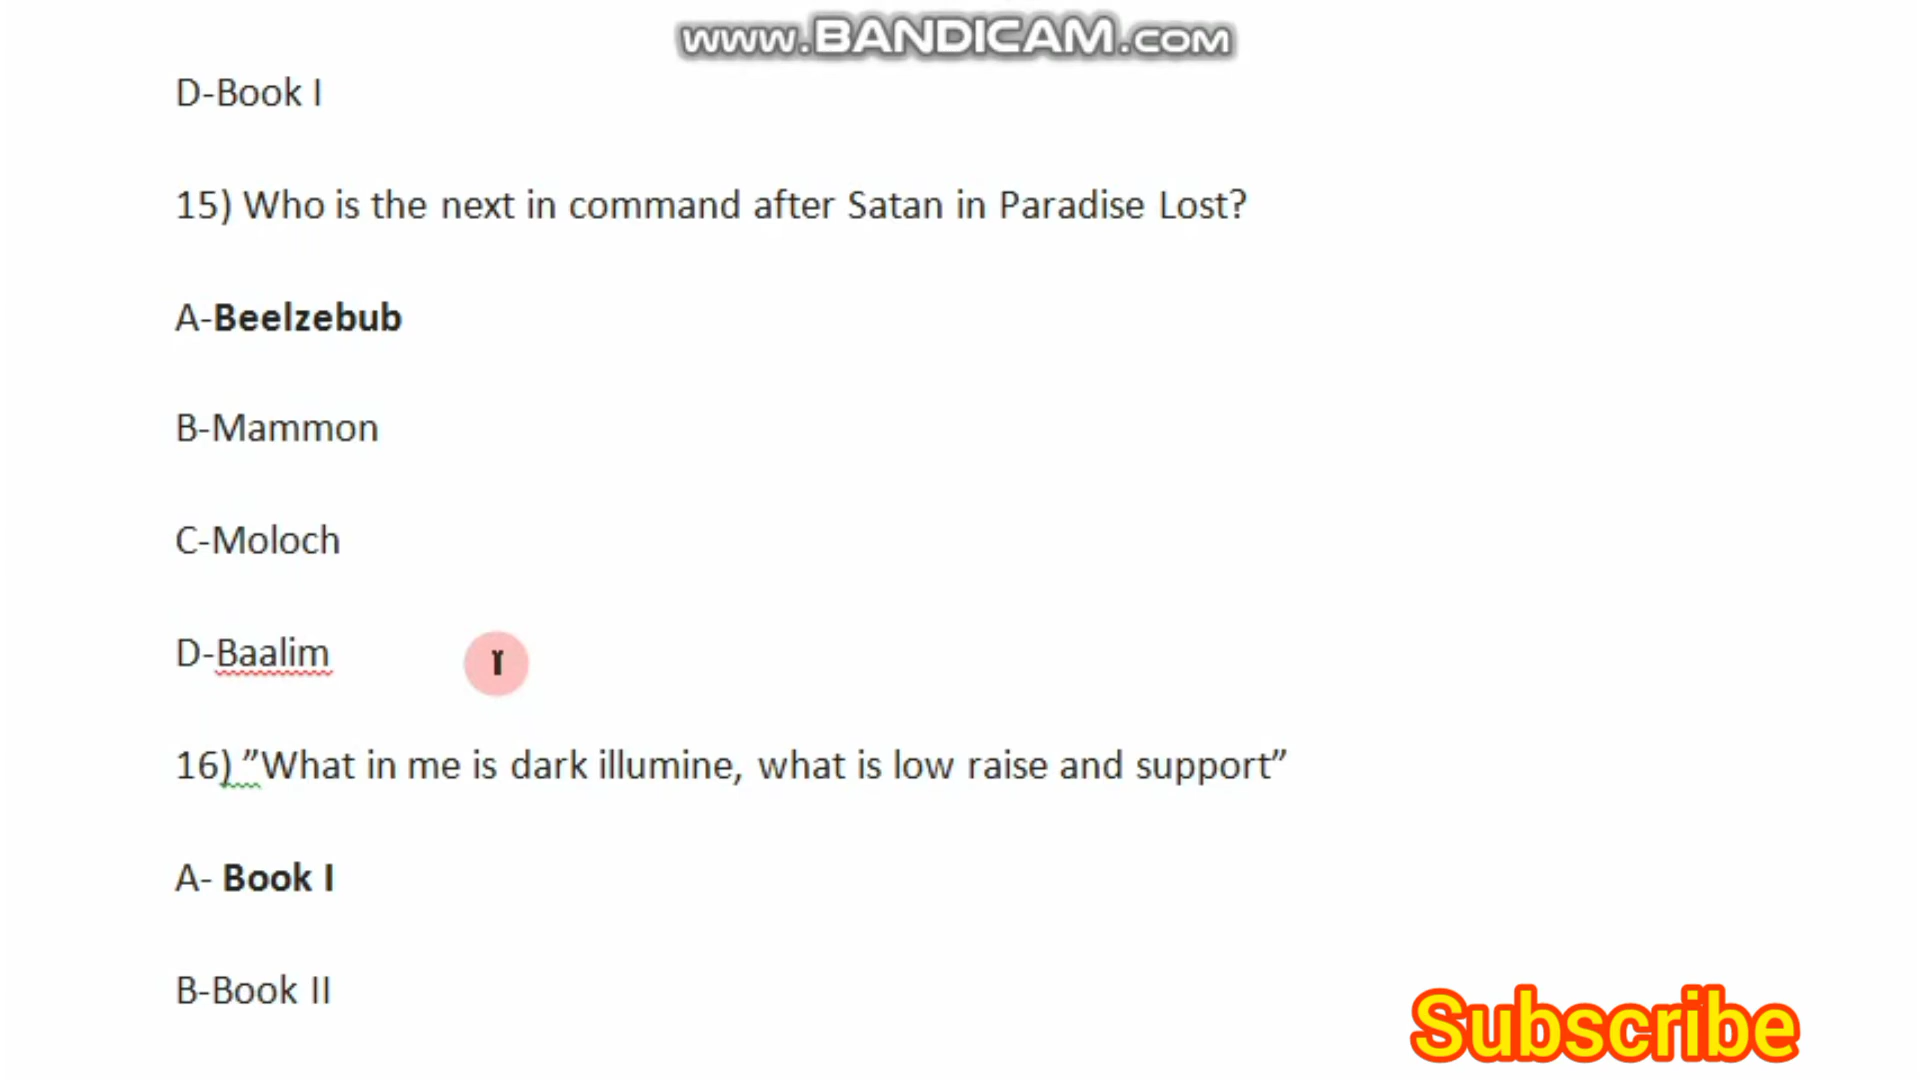 www.BANDICAM.com
D-Book I
15) Who is the next in command after Satan in Paradise Lost?
A-Beelzebub
B-Mammon
C-Moloch
D-Baalim
16) ”What in me is dark illumine, what is low raise and support”
A- Book I
B-Book II
Subscribe